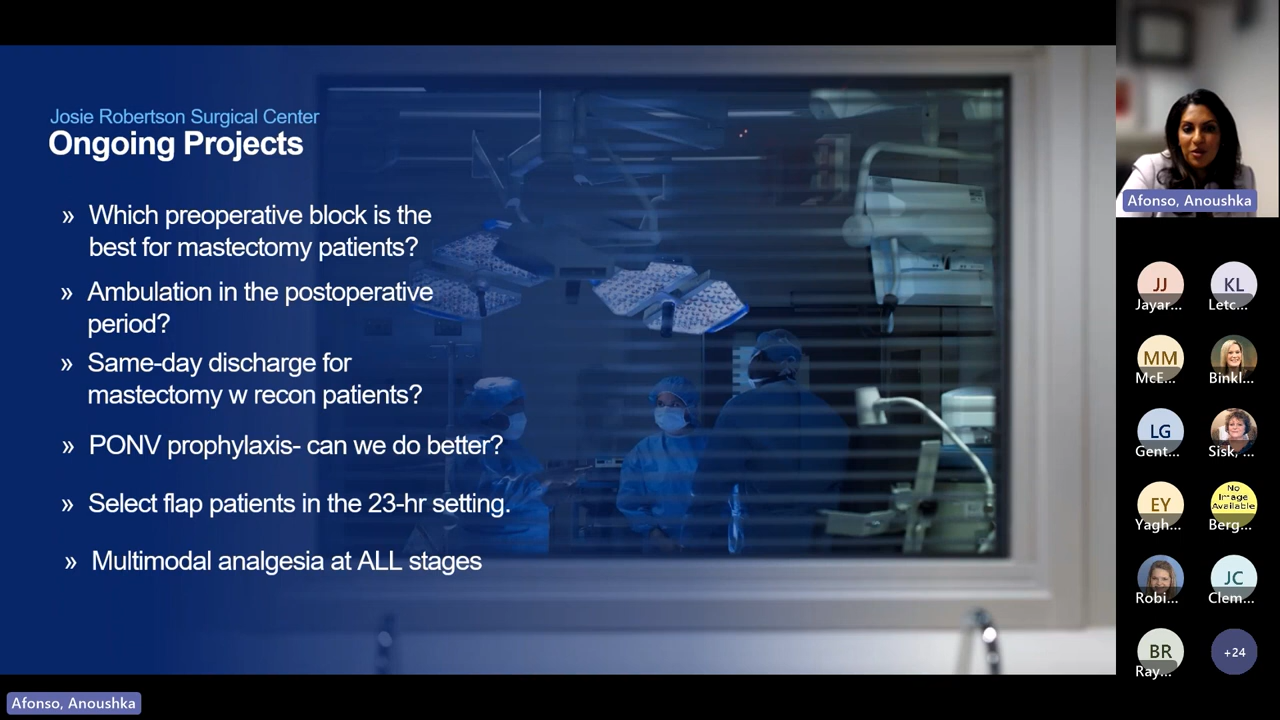 Josie Robertson Surgical Center
Ongoing Projects
» Which preoperative block is the
best for mastectomy patients?
» Ambulation in the postoperative
period?
» Same-day discharge for
mastectomy w recon patients?
» PONV prophylaxis- can we do better?
» Select flap patients in the 23-hr setting.
» Multimodal analgesia at ALL stages
Afonso, Anoushka
JJ
Jayar...
KL
Letc...
MM
McE...
Binkl...
LG
Gent...
Sisk, ...
EY
Yagh...
No
Image
Available
Berg...
Robi...
JC
Clem...
BR
Ray...
+24
Afonso, Anoushka